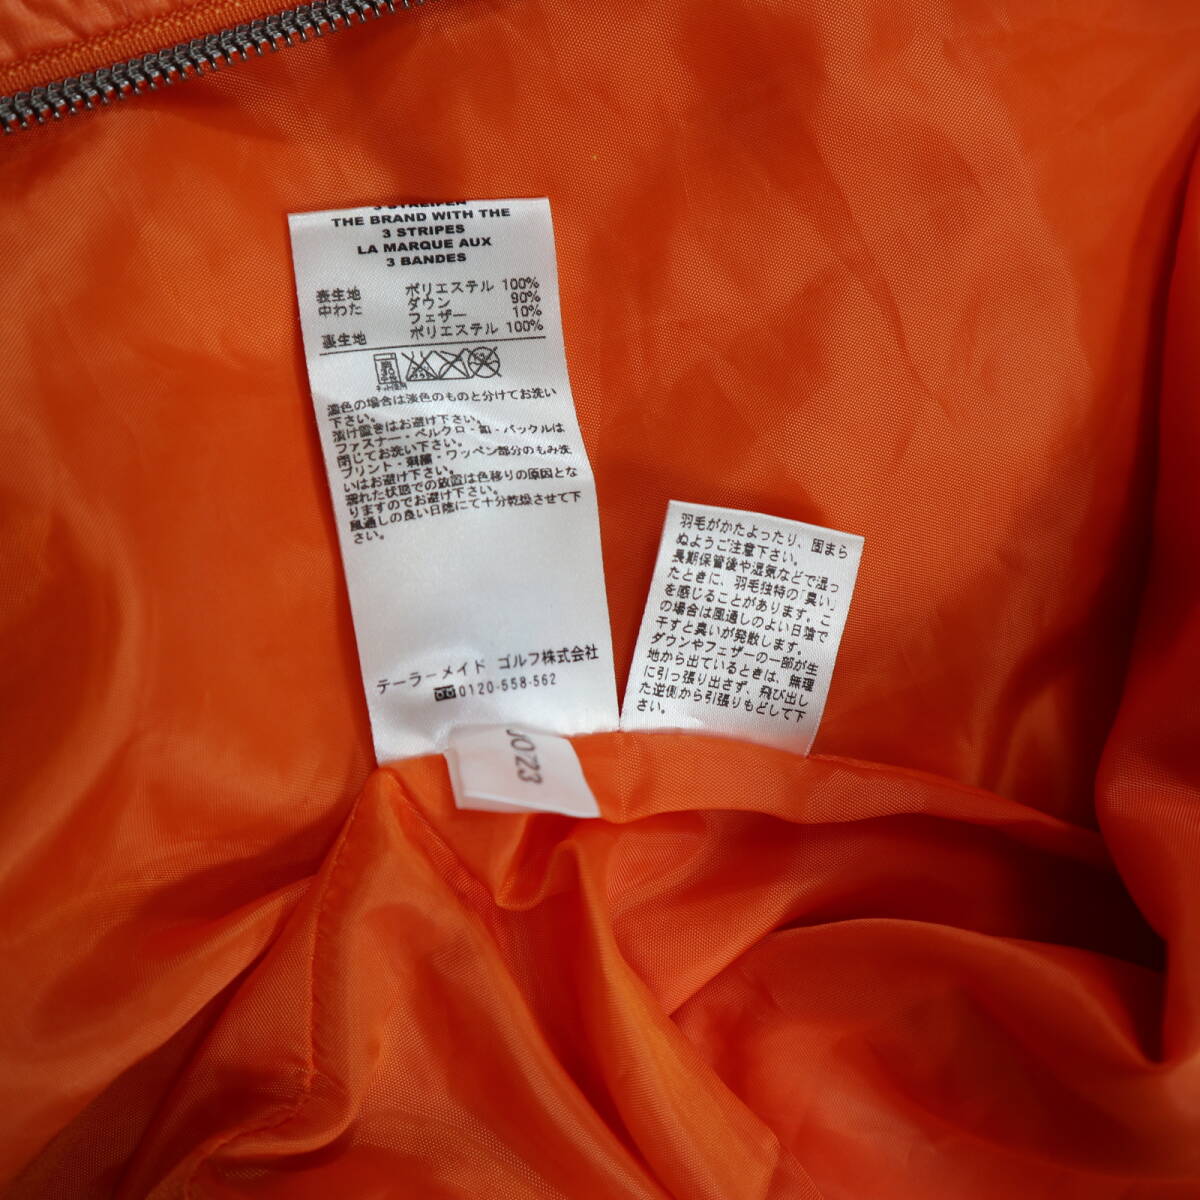 3 STREIFEN
THE BRAND WITH THE
3 STRIPES
LA MARQUE AUX
3 BANDES
表生地 ポリエステル 100%
中わた ダウン 90%
フェザー 10%
裏生地 ポリエステル 100%
ネット使用
濃色の場合は淡色のものと分けてお洗い
下さい。
漬け置きはお避け下さい。
ファスナー・ベルクロ・釦・バックルは
閉じてお洗い下さい。
プリント・刺繍・ワッペン部分のもみ洗
いはお避け下さい。
濡れた状態での放置は色移りの原因とな
りますのでお避け下さい。
風通しの良い日陰にて十分乾燥させて下
さい。
テーラーメイド ゴルフ株式会社
0120-558-562
羽毛がかたよったり、固まら
ぬようご注意下さい。
長期保管後や湿気などで湿っ
たときに、羽毛独特の「臭い」
を感じることがあります。こ
の場合は風通しのよい日陰で
干すと臭いが発散します。
ダウンやフェザーの一部が生
地から出ているときは、無理
に引っ張り出さず、飛び出し
た逆側から引張りもどして下
さい。
JO23